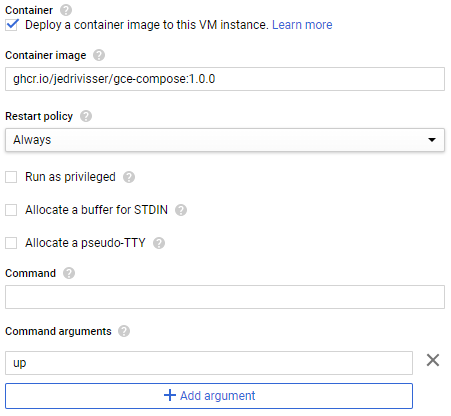 Container
Deploy a container image to this VM instance. Learn more
Container image
ghcr.io/jedrivisser/gce-compose:1.0.0
Restart policy
Always
Run as privileged
Allocate a buffer for STDIN
Allocate a pseudo-TTY
Command
Command arguments
up
Add argument